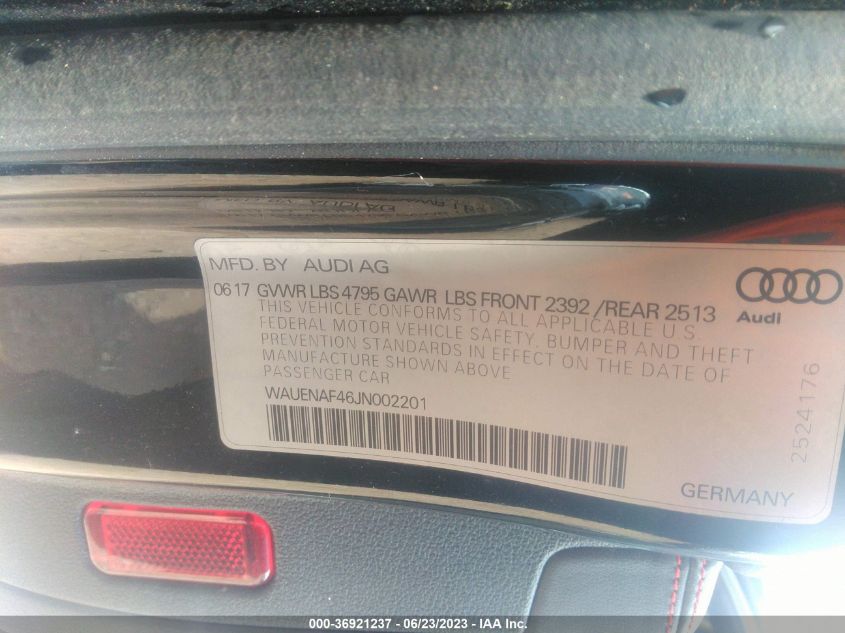 MFD. BY AUDI AG
06 17 GVWR LBS 4795 GAWR LBS FRONT 2392 /REAR 2513
THIS VEHICLE CONFORMS TO ALL APPLICABLE U.S.
FEDERAL MOTOR VEHICLE SAFETY, BUMPER AND THEFT
PREVENTION STANDARDS IN EFFECT ON THE DATE OF
MANUFACTURE SHOWN ABOVE
PASSENGER CAR
WAUENAF46JN002201
Audi
2524176
GERMANY
000-36921237 - 06/23/2023 - © IAA Inc.